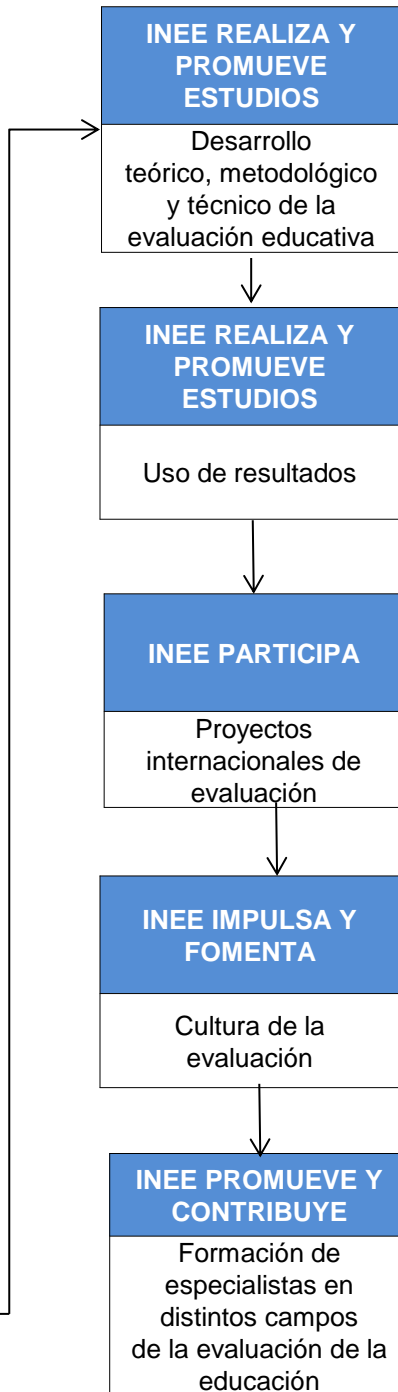 INEE REALIZA Y
PROMUEVE
ESTUDIOS
Desarrollo
teórico, metodológico
y técnico de la
evaluación educativa
INEE REALIZA Y
PROMUEVE
ESTUDIOS
Uso de resultados
INEE PARTICIPA
Proyectos
internacionales de
evaluación
INEE IMPULSA Y
FOMENTA
Cultura de la
evaluación
INEE PROMUEVE Y
CONTRIBUYE
Formación de
especialistas en
distintos campos
de la evaluación de la
educación